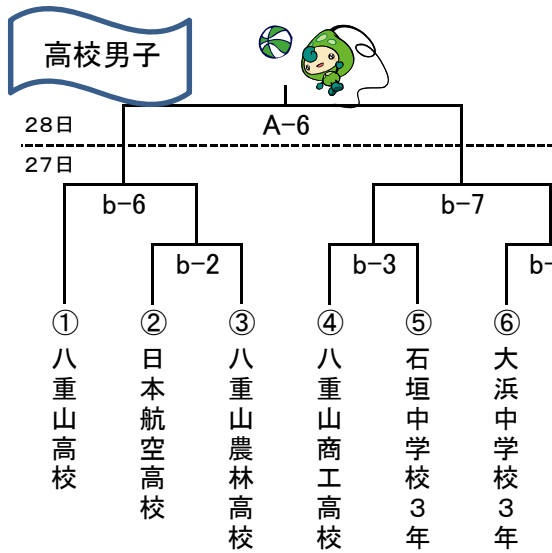 高校男子
28日
A-6
27日
b-6
b-7
b-2
b-3
b-
①
②
③
④
⑤
⑥
八重山高校
日本航空高校
八重山農林高校
八重山商工高校
石垣中学校3年
大浜中学校3年